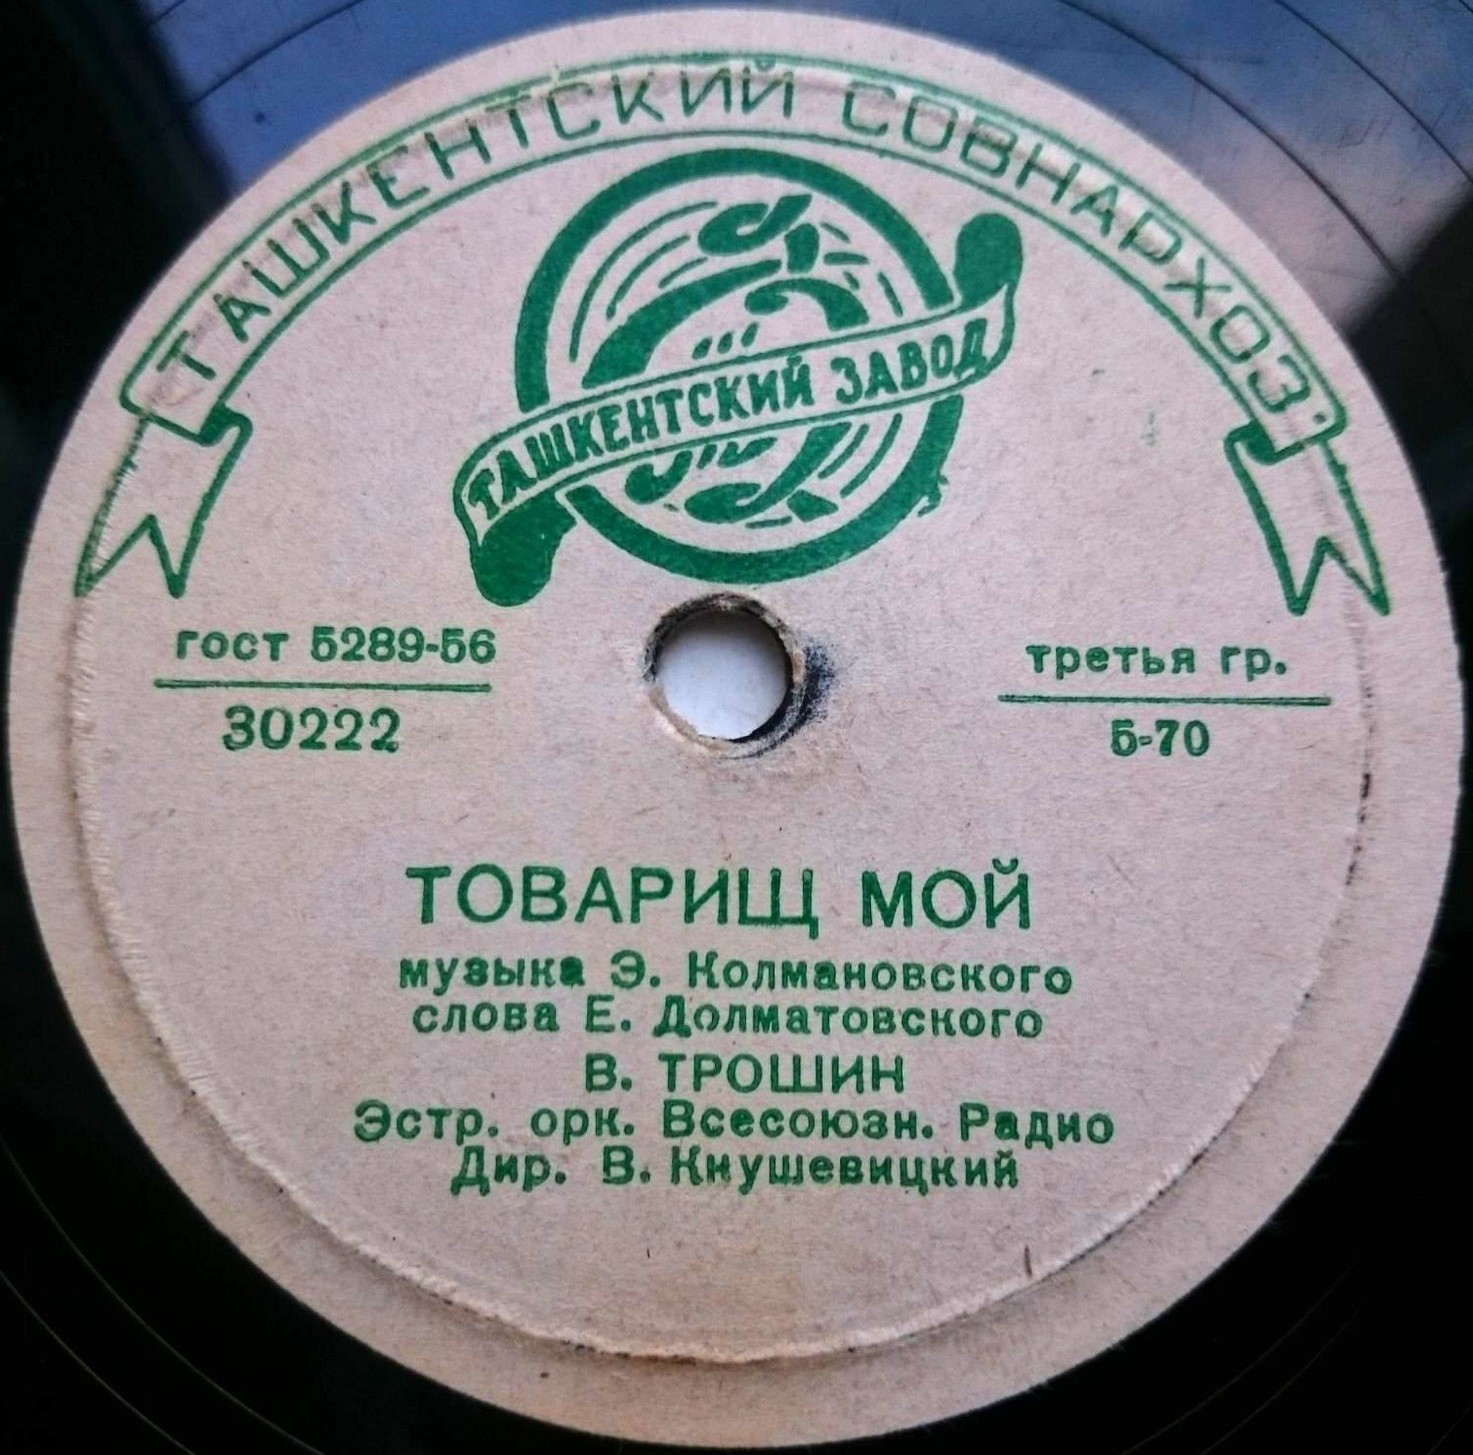 ТАШКЕНТСКИЙ СОВНАРХОЗ
ТАШКЕНТСКИЙ ЗАВОД
гост 5289-56
30222
третья гр.
5-70
ТОВАРИЩ МОЙ
музыка Э. Колмановского
слова Е. Долматовского
В. ТРОШИН
Эстр. орк. Всесоюзн. Радио
Дир. В. Кнушевицкий